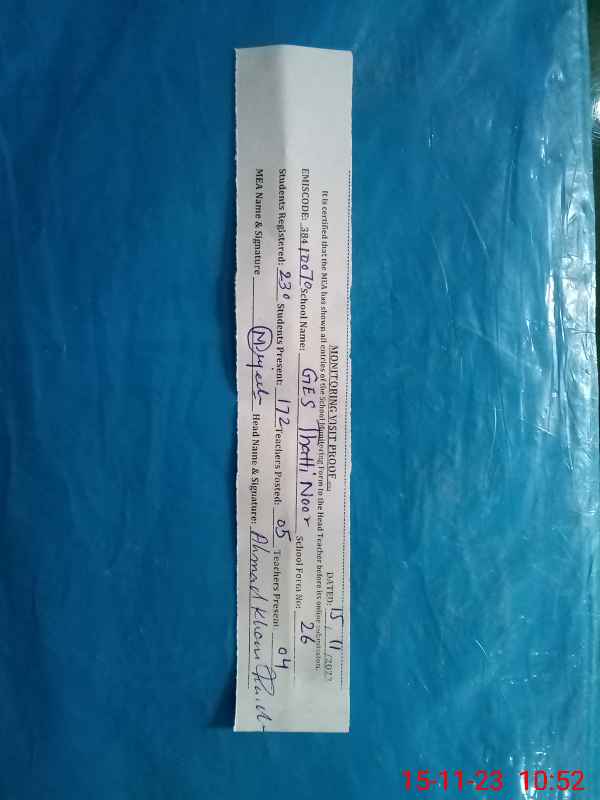 MONITORING VISIT PROOF
DATED: 15/11/2023
It is certified that the MEA has shown all entries of the School Monitoring Form to the Head Teacher before its online submission.
EMISCODE: 38410070 School Name: GES Thatti Noor School Form No: 26
Students Registered: 230 Students Present: 172 Teachers Posted: 05 Teachers Present 04
MEA Name & Signature Mujeeb Head Name & Signature: Ahmad Khan
15-11-23 10:52